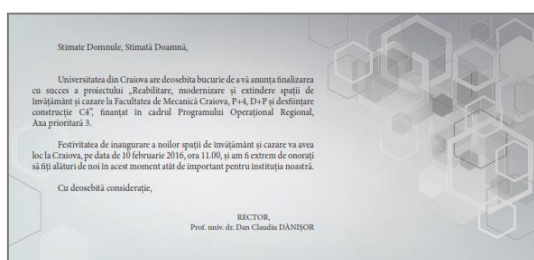 Stimate Domnule, Stimată Doamnă,
Universitatea din Craiova are deosebita bucurie de a vă anunța finalizarea
cu succes a proiectului „Reabilitare, modernizare și extindere spații de
învățământ și cazare la Facultatea de Mecanică Craiova, P+4, D+P și desființare
construcție C4”, finanțat în cadrul Programului Operațional Regional,
Axa prioritară 3.
Festivitatea de inaugurare a noilor spații de învățământ și cazare va avea
loc la Craiova, pe data de 10 februarie 2016, ora 11.00, și am fi extrem de onorați
să fiți alături de noi în acest moment atât de important pentru instituția noastră.
Cu deosebită considerație,
RECTOR,
Prof. univ. dr. Dan Claudiu DĂNIȘOR